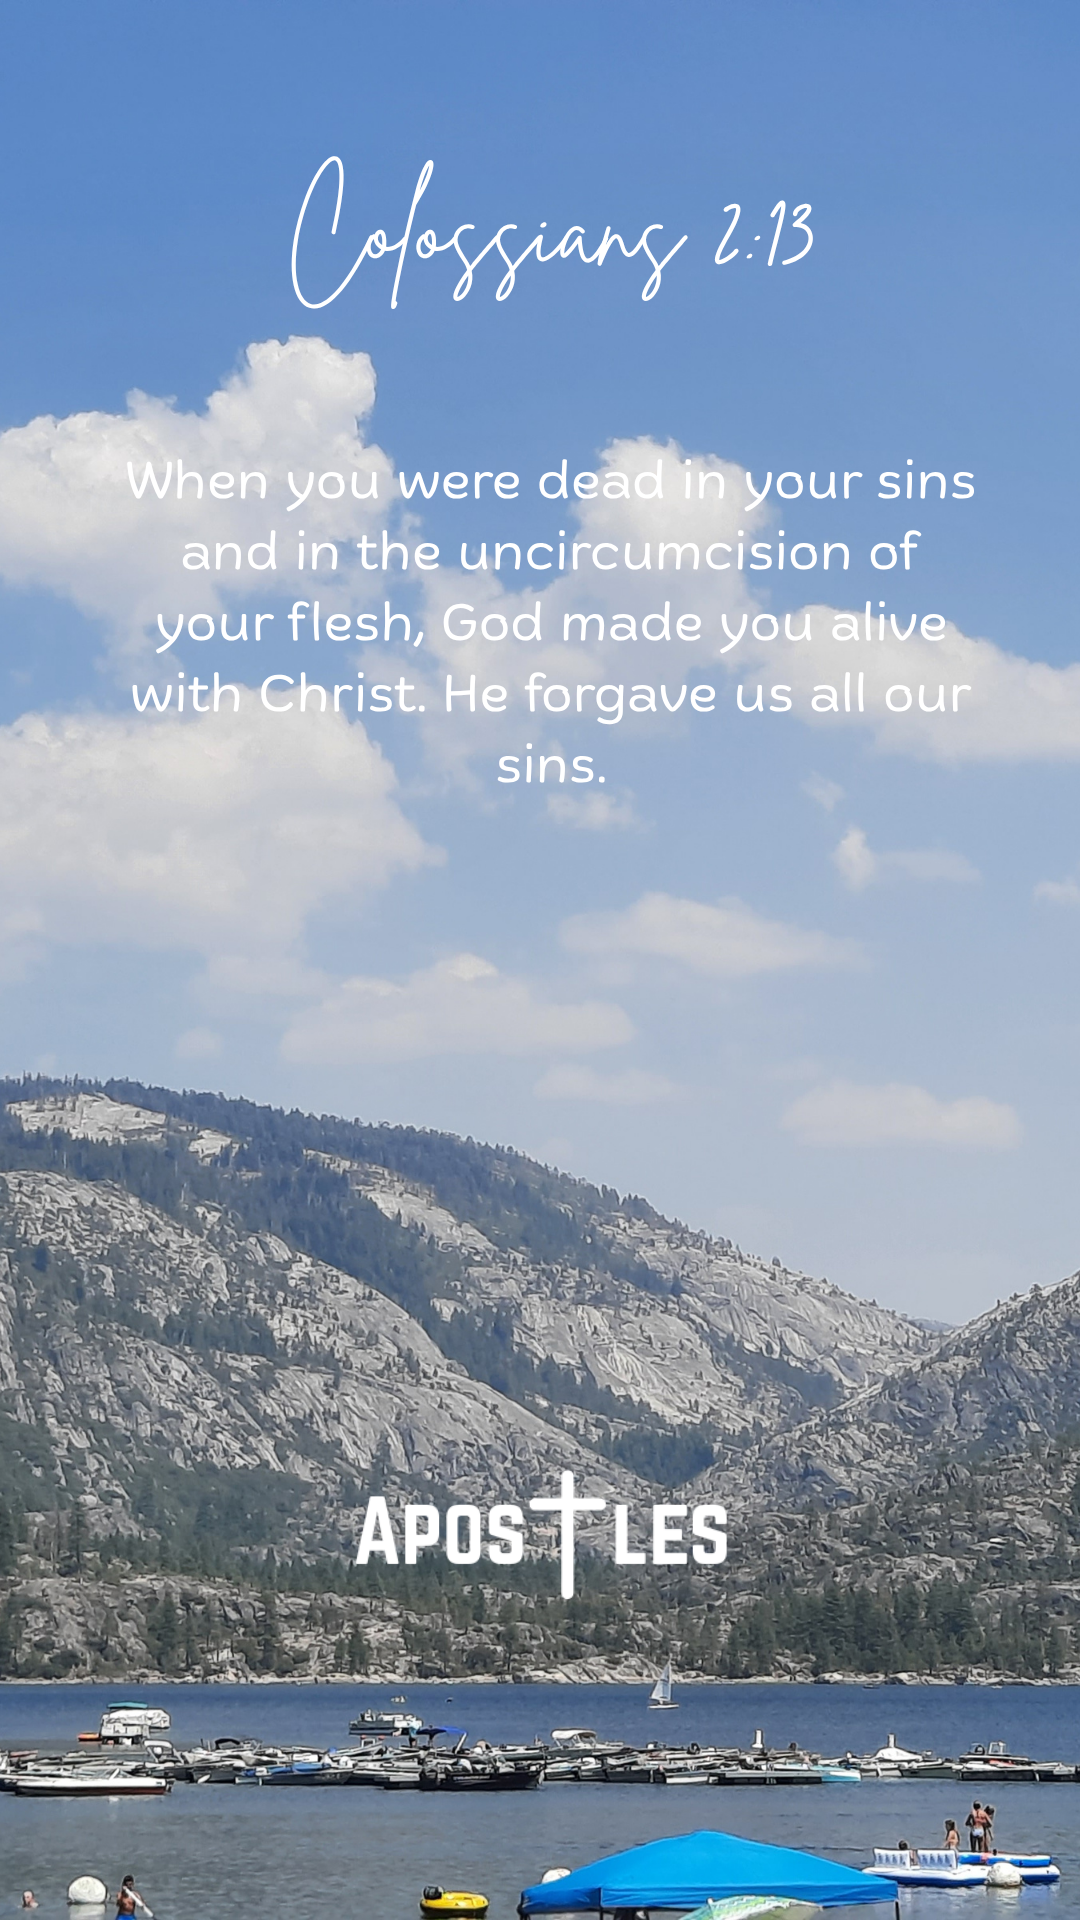 Colossians 2:13
When you were dead in your sins
and in the uncircumcision of
your flesh, God made you alive
with Christ. He forgave us all our
sins.
APOSTLES